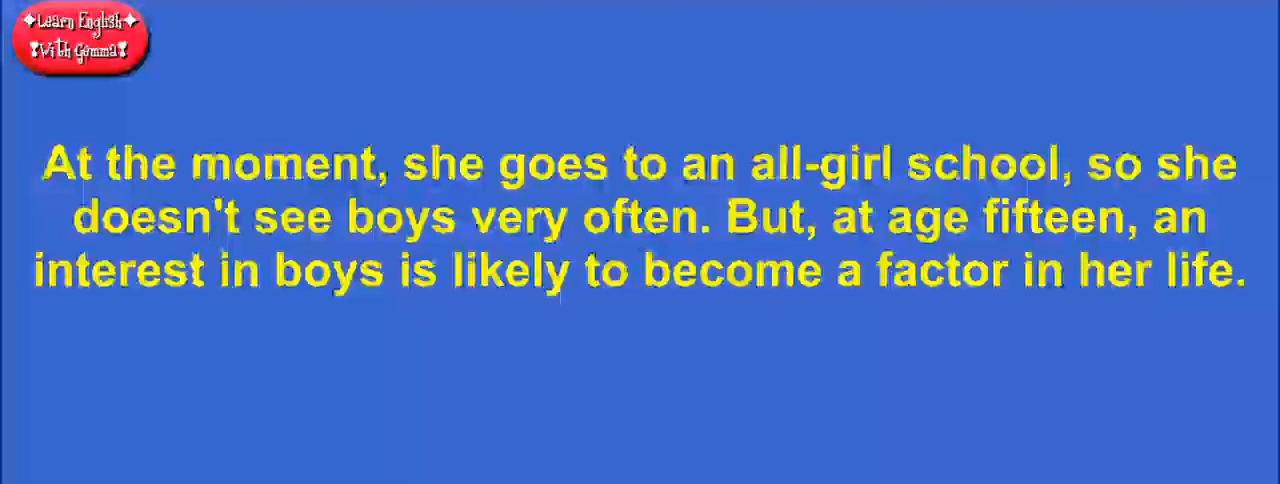 Learn English
With Gemma
At the moment, she goes to an all-girl school, so she
doesn't see boys very often. But, at age fifteen, an
interest in boys is likely to become a factor in her life.